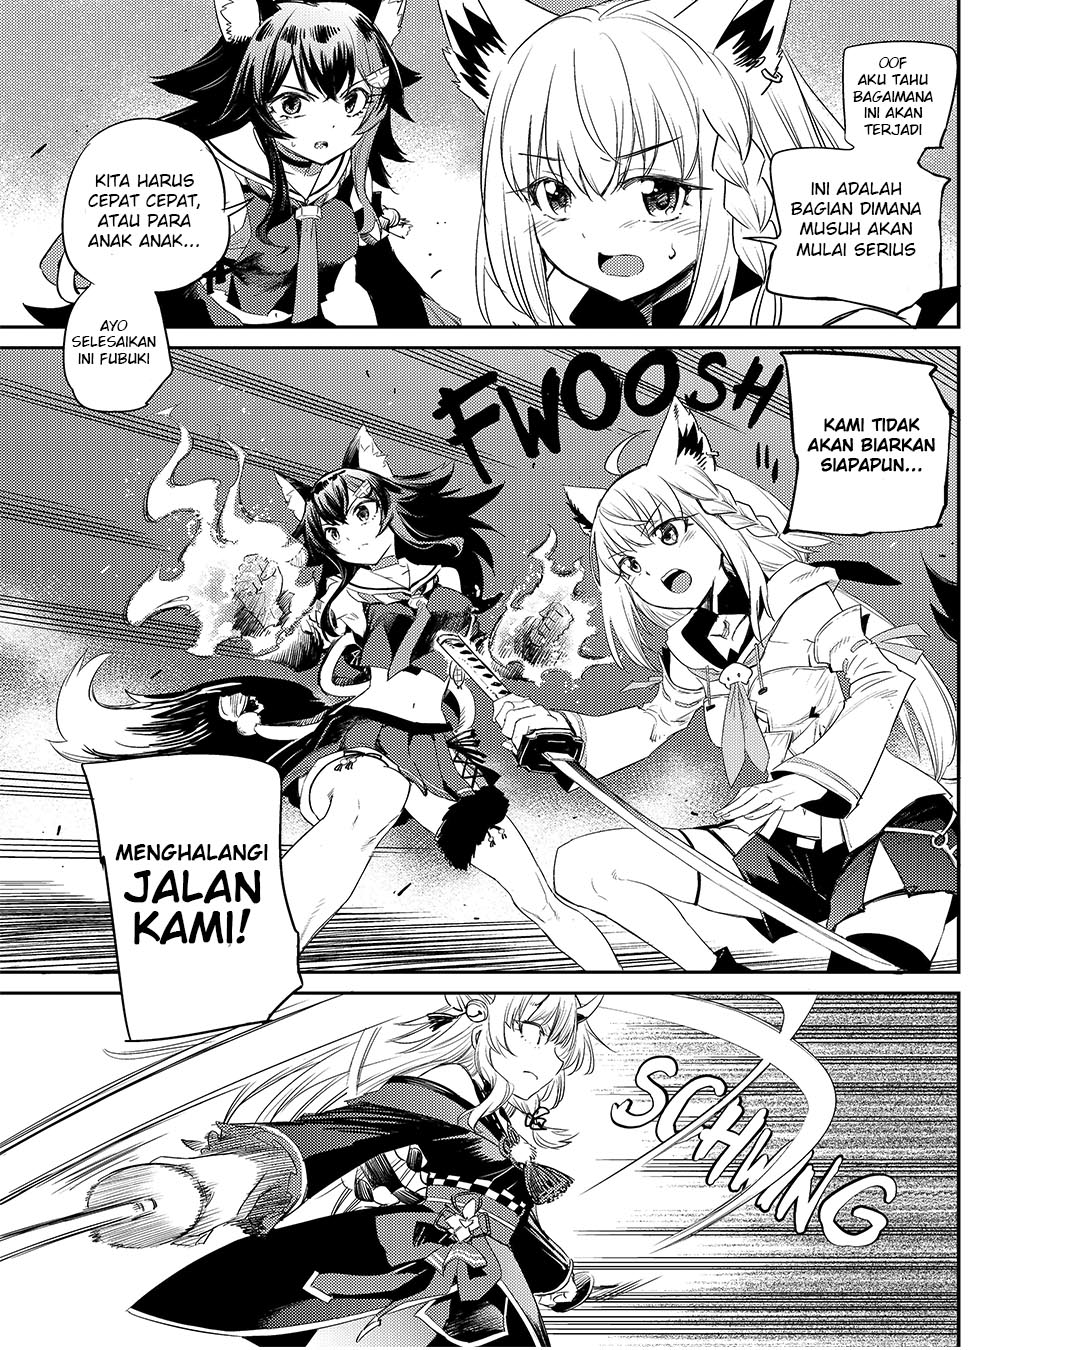 OOF
AKU TAHU
BAGAIMANA
INI AKAN
TERJADI
INI ADALAH
BAGIAN DIMANA
MUSUH AKAN
MULAI SERIUS
KITA HARUS
CEPAT CEPAT,
ATAU PARA
ANAK ANAK...
AYO
SELESAIKAN
INI FUBUKI
FWOOSH
KAMI TIDAK
AKAN BIARKAN
SIAPAPUN...
MENGHALANGI
JALAN
KAMI!
SCHWING